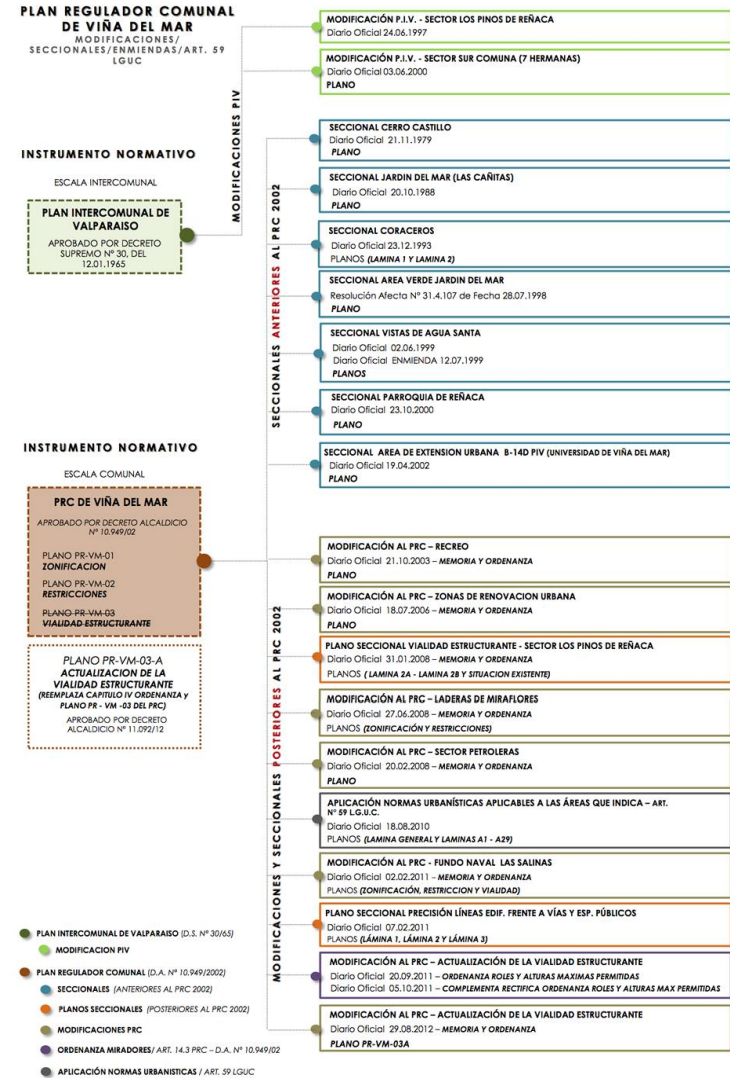 PLAN REGULADOR COMUNAL
DE VIÑA DEL MAR
MODIFICACIONES/
SECCIONALES/ENMIENDAS/ART. 59
LGUC
INSTRUMENTO NORMATIVO
ESCALA INTERCOMUNAL
PLAN INTERCOMUNAL DE
VALPARAISO
APROBADO POR DECRETO
SUPREMO Nº 30, DEL
12.01.1965
MODIFICACIONES PIV
MODIFICACIÓN P.I.V. - SECTOR LOS PINOS DE REÑACA
Diario Oficial 24.06.1997
MODIFICACIÓN P.I.V. - SECTOR SUR COMUNA (7 HERMANAS)
Diario Oficial 03.06.2000
PLANO
INSTRUMENTO NORMATIVO
ESCALA COMUNAL
PRC DE VIÑA DEL MAR
APROBADO POR DECRETO ALCALDICIO
Nº 10.949/02
PLANO PR-VM-01
ZONIFICACION
PLANO PR-VM-02
RESTRICCIONES
PLANO PR-VM-03
VIALIDAD ESTRUCTURANTE
PLANO PR-VM-03-A
ACTUALIZACION DE LA
VIALIDAD ESTRUCTURANTE
(REEMPLAZA CAPITULO IV ORDENANZA y
PLANO PR - VM -03 DEL PRC)
APROBADO POR DECRETO
ALCALDICIO Nº 11.092/12
SECCIONALES ANTERIORES AL PRC 2002
SECCIONAL CERRO CASTILLO
Diario Oficial 21.11.1979
PLANO
SECCIONAL JARDIN DEL MAR (LAS CAÑITAS)
Diario Oficial 20.10.1988
PLANO
SECCIONAL CORACEROS
Diario Oficial 23.12.1993
PLANOS (LAMINA 1 Y LAMINA 2)
SECCIONAL AREA VERDE JARDIN DEL MAR
Resolución Afecta Nº 31.4.107 de Fecha 28.07.1998
PLANO
SECCIONAL VISTAS DE AGUA SANTA
Diario Oficial 02.06.1999
Diario Oficial ENMIENDA 12.07.1999
PLANOS
SECCIONAL PARROQUIA DE REÑACA
Diario Oficial 23.10.2000
PLANO
SECCIONAL AREA DE EXTENSION URBANA B-14D PIV (UNIVERSIDAD DE VIÑA DEL MAR)
Diario Oficial 19.04.2002
PLANO
MODIFICACIONES Y SECCIONALES POSTERIORES AL PRC 2002
MODIFICACIÓN AL PRC – RECREO
Diario Oficial 21.10.2003 – MEMORIA Y ORDENANZA
PLANO
MODIFICACIÓN AL PRC – ZONAS DE RENOVACION URBANA
Diario Oficial 18.07.2006 – MEMORIA Y ORDENANZA
PLANO
PLANO SECCIONAL VIALIDAD ESTRUCTURANTE - SECTOR LOS PINOS DE REÑACA
Diario Oficial 31.01.2008 – MEMORIA Y ORDENANZA
PLANOS ( LAMINA 2A - LAMINA 2B Y SITUACION EXISTENTE)
MODIFICACIÓN AL PRC – LADERAS DE MIRAFLORES
Diario Oficial 27.06.2008 – MEMORIA Y ORDENANZA
PLANOS (ZONIFICACIÓN Y RESTRICCIONES)
MODIFICACIÓN AL PRC – SECTOR PETROLERAS
Diario Oficial 20.02.2008 – MEMORIA Y ORDENANZA
PLANO
APLICACIÓN NORMAS URBANÍSTICAS APLICABLES A LAS ÁREAS QUE INDICA – ART.
Nº 59 L.G.U.C.
Diario Oficial 18.08.2010
PLANOS (LAMINA GENERAL Y LAMINAS A1 - A29)
MODIFICACIÓN AL PRC - FUNDO NAVAL LAS SALINAS
Diario Oficial 02.02.2011 – MEMORIA Y ORDENANZA
PLANOS (ZONIFICACIÓN, RESTRICCION Y VIALIDAD)
PLANO SECCIONAL PRECISIÓN LÍNEAS EDIF. FRENTE A VÍAS Y ESP. PÚBLICOS
Diario Oficial 07.02.2011
PLANOS (LÁMINA 1, LÁMINA 2 Y LÁMINA 3)
MODIFICACIÓN AL PRC – ACTUALIZACIÓN DE LA VIALIDAD ESTRUCTURANTE
Diario Oficial 20.09.2011 – ORDENANZA ROLES Y ALTURAS MAXIMAS PERMITIDAS
Diario Oficial 05.10.2011 – COMPLEMENTA RECTIFICA ORDENANZA ROLES Y ALTURAS MAX PERMITIDAS
MODIFICACIÓN AL PRC – ACTUALIZACIÓN DE LA VIALIDAD ESTRUCTURANTE
Diario Oficial 29.08.2012 – MEMORIA Y ORDENANZA
PLANO PR-VM-03A
PLAN INTERCOMUNAL DE VALPARAISO (D.S. Nº 30/65)
MODIFICACION PIV
PLAN REGULADOR COMUNAL (D.A. Nº 10.949/2002)
SECCIONALES (ANTERIORES AL PRC 2002)
PLANOS SECCIONALES (POSTERIORES AL PRC 2002)
MODIFICACIONES PRC
ORDENANZA MIRADORES/ ART. 14.3 PRC – D.A. Nº 10.949/02
APLICACIÓN NORMAS URBANISTICAS / ART. 59 LGUC